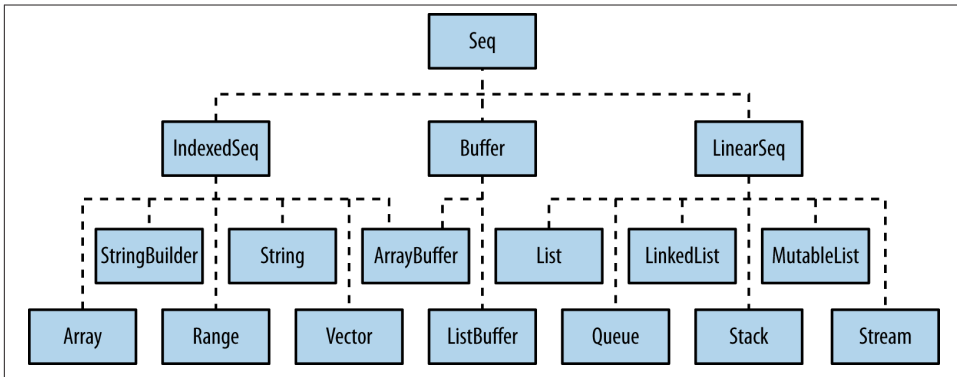 Seq
IndexedSeq
Buffer
LinearSeq
StringBuilder
String
ArrayBuffer
List
LinkedList
MutableList
Array
Range
Vector
ListBuffer
Queue
Stack
Stream